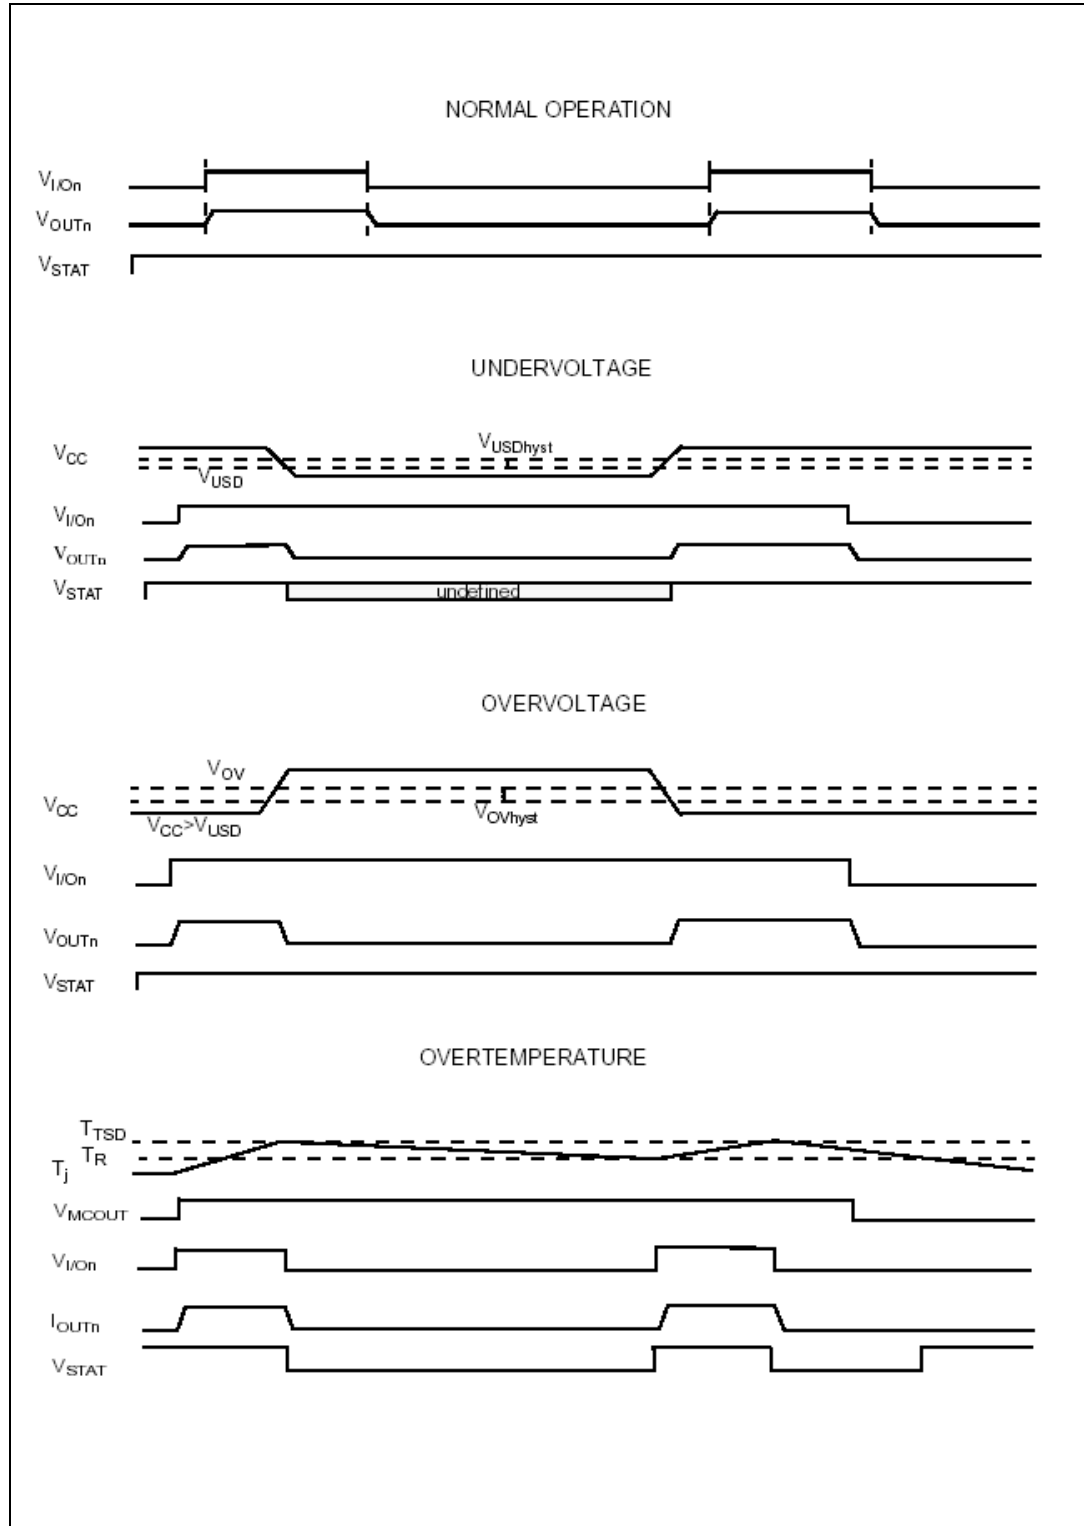 NORMAL OPERATION
VI/On
VOUTn
VSTAT
UNDERVOLTAGE
VCC
VUSDhyst
VUSD
VI/On
VOUTn
VSTAT
undefined
OVERVOLTAGE
VOV
VCC
VOVhyst
VCC>VUSD
VI/On
VOUTn
VSTAT
OVERTEMPERATURE
TTSD
TR
Tj
VMCOUT
VI/On
IOUTn
VSTAT